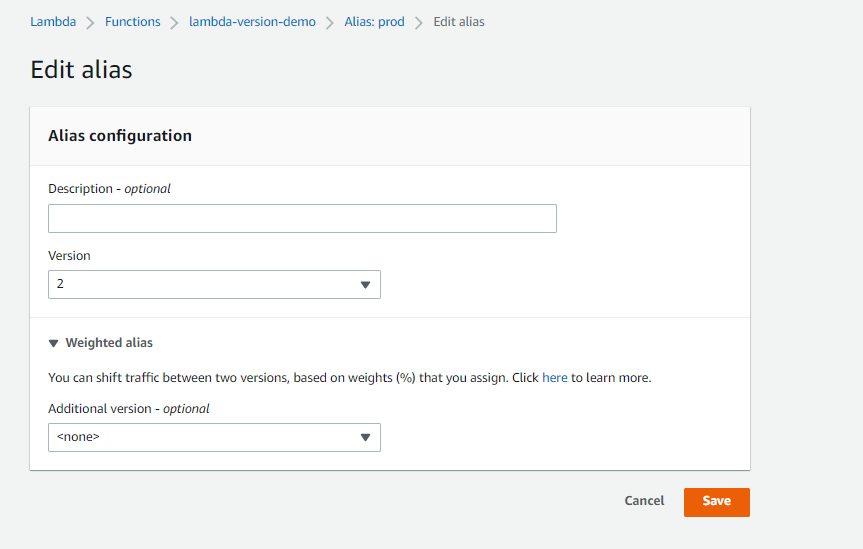 Lambda > Functions > lambda-version-demo > Alias: prod > Edit alias
Edit alias
Alias configuration
Description - optional
Version
2
Weighted alias
You can shift traffic between two versions, based on weights (%) that you assign. Click here to learn more.
Additional version - optional
<none>
Cancel Save